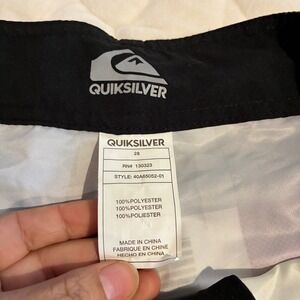 QUIKSILVER
QUIKSILVER
28
RN# 130323
STYLE: 40A65052-01
100%POLYESTER
100%POLYESTER
100%POLIESTER
MADE IN CHINA
FABRIQUE EN CHINE
HECHO EN CHINA